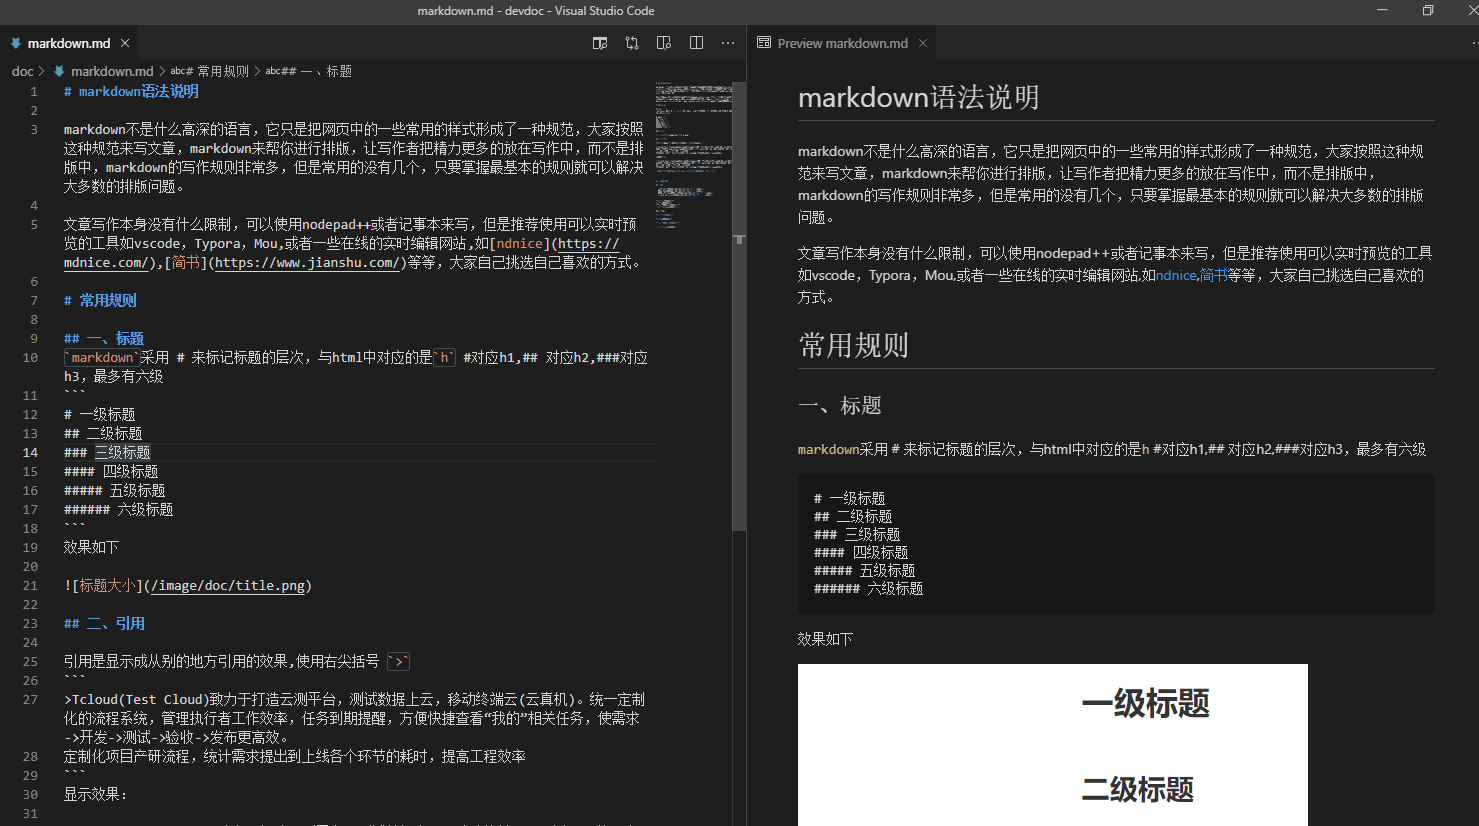 markdown.md - devdoc - Visual Studio Code
markdown.md
doc > markdown.md > abc# 常用规则 > abc## 一、标题
1 # markdown语法说明
2
3 markdown不是什么高深的语言，它只是把网页中的一些常用的样式形成了一种规范，大家按照
这种规范来写文章，markdown来帮你进行排版，让写作者把精力更多的放在写作中，而不是排
版中，markdown的写作规则非常多，但是常用的没有几个，只要掌握最基本的规则就可以解决
大多数的排版问题。
4
5 文章写作本身没有什么限制，可以使用nodepad++或者记事本来写，但是推荐使用可以实时预
览的工具如vscode，Typora，Mou,或者一些在线的实时编辑网站,如[ndnice](https://
mdnice.com/),[简书](https://www.jianshu.com/)等等，大家自己挑选自己喜欢的方式。
6
7 # 常用规则
8
9 ## 一、标题
10 `markdown`采用 # 来标记标题的层次，与html中对应的是`h` #对应h1,## 对应h2,###对应
h3，最多有六级
11 ```
12 # 一级标题
13 ## 二级标题
14 ### 三级标题
15 #### 四级标题
16 ##### 五级标题
17 ###### 六级标题
18 ```
19 效果如下
20
21 ![标题大小](/image/doc/title.png)
22
23 ## 二、引用
24
25 引用是显示成从别的地方引用的效果,使用右尖括号 `>`
26 ```
27 >Tcloud(Test Cloud)致力于打造云测平台，测试数据上云，移动终端云(云真机)。统一定制
化的流程系统，管理执行者工作效率，任务到期提醒，方便快捷查看“我的”相关任务，使需求
->开发->测试->验收->发布更高效。
28 定制化项目产研流程，统计需求提出到上线各个环节的耗时，提高工程效率
29 ```
30 显示效果：
31
Preview markdown.md
markdown语法说明
markdown不是什么高深的语言，它只是把网页中的一些常用的样式形成了一种规范，大家按照这种规
范来写文章，markdown来帮你进行排版，让写作者把精力更多的放在写作中，而不是排版中，
markdown的写作规则非常多，但是常用的没有几个，只要掌握最基本的规则就可以解决大多数的排版
问题。
文章写作本身没有什么限制，可以使用nodepad++或者记事本来写，但是推荐使用可以实时预览的工具
如vscode，Typora，Mou,或者一些在线的实时编辑网站,如ndnice,简书等等，大家自己挑选自己喜欢的
方式。
常用规则
一、标题
markdown采用 # 来标记标题的层次，与html中对应的是h #对应h1,## 对应h2,###对应h3，最多有六级
# 一级标题
## 二级标题
### 三级标题
#### 四级标题
##### 五级标题
###### 六级标题
效果如下
一级标题
二级标题